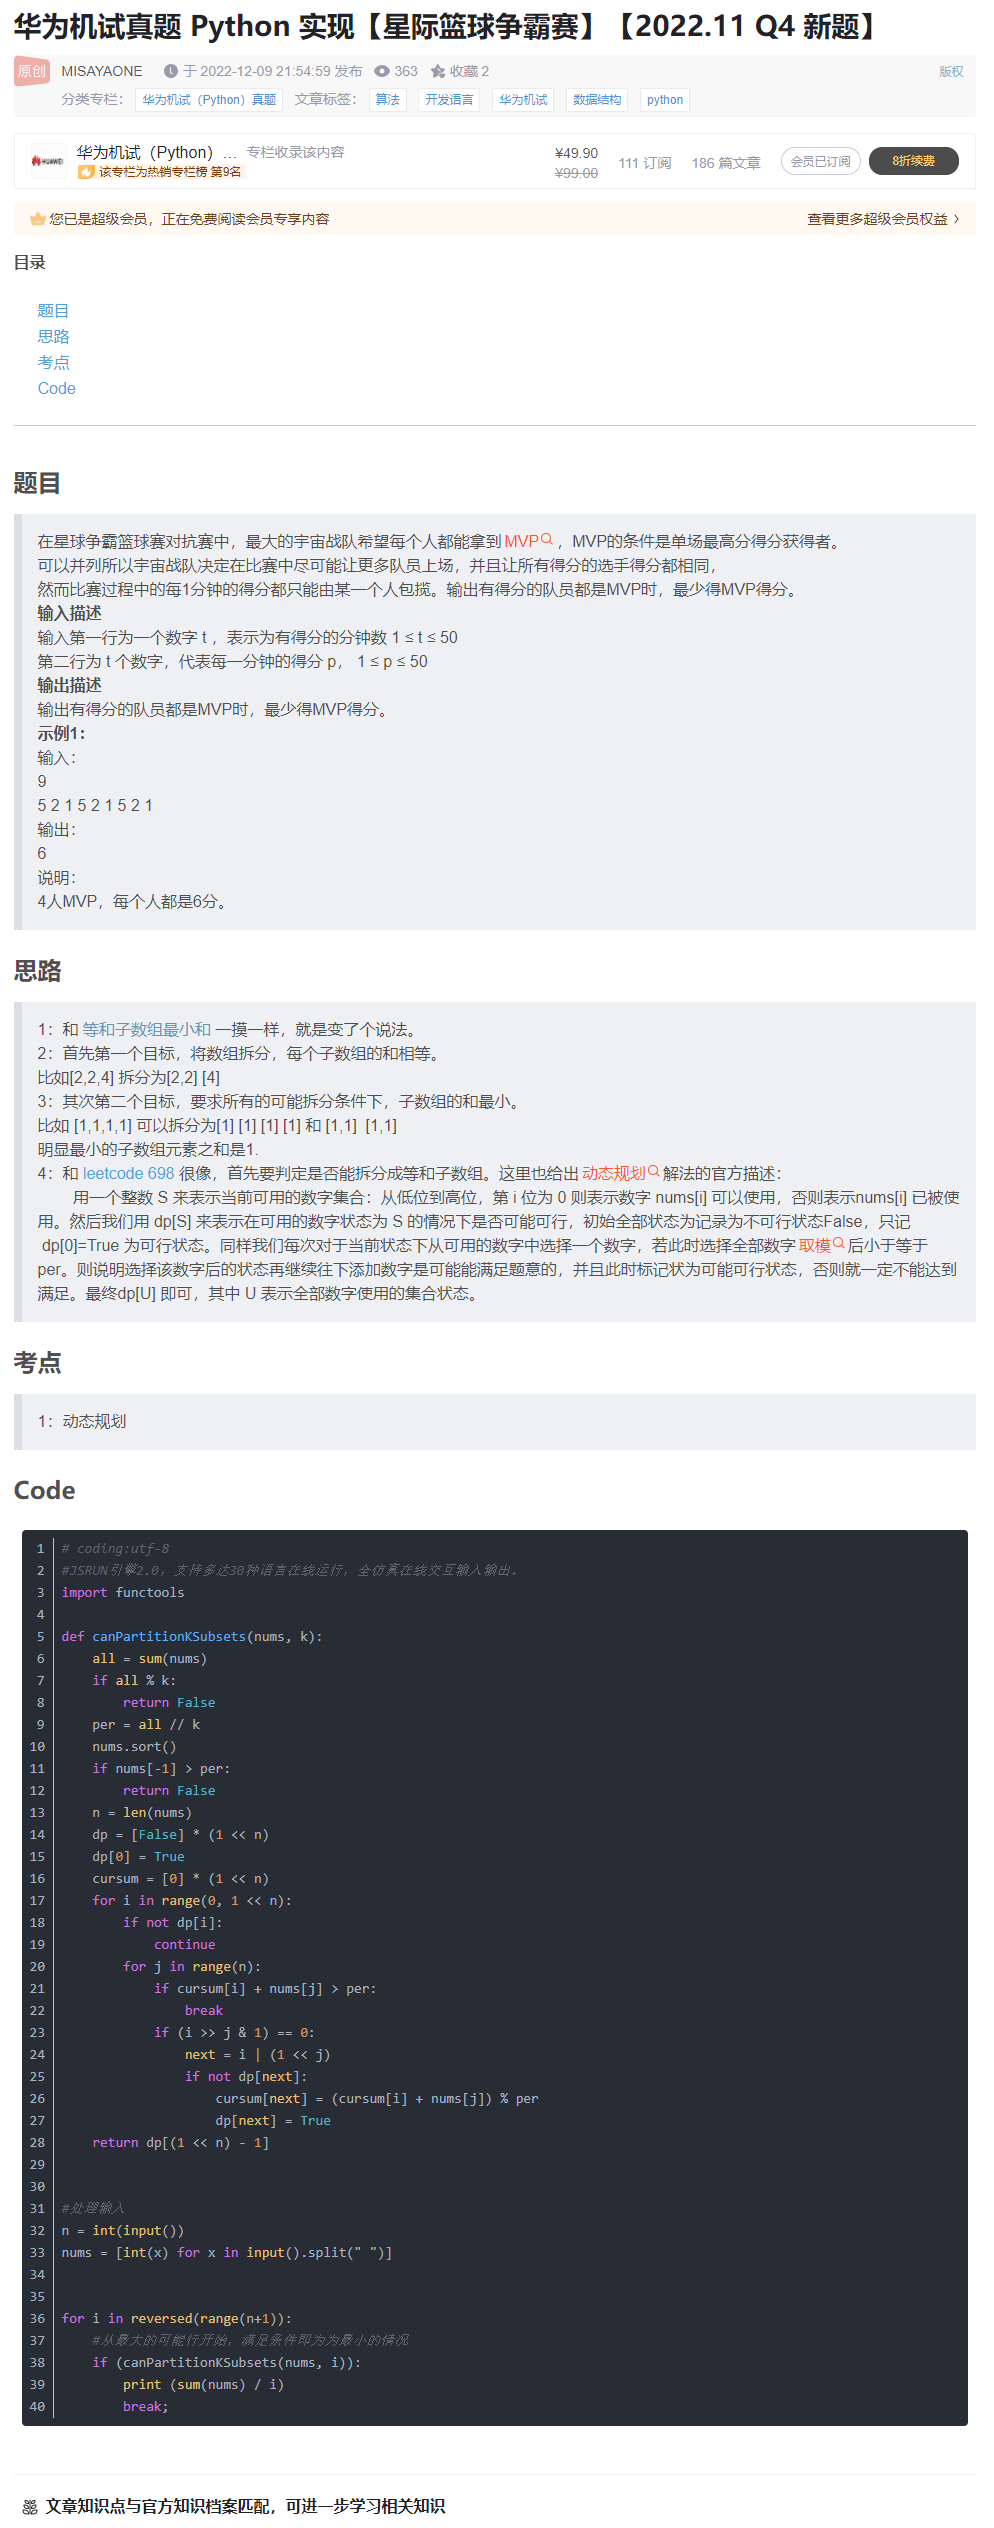 华为机试真题 Python 实现【星际篮球争霸赛】【2022.11 Q4 新题】
原创 MISAYAONE 于 2022-12-09 21:54:59 发布 363 收藏 2 版权
分类专栏： 华为机试（Python）真题 文章标签： 算法 开发语言 华为机试 数据结构 python
HUAWEI 华为机试（Python）... 专栏收录该内容 ¥49.90 111 订阅 186 篇文章 会员已订阅 8折续费
该专栏为热销专栏榜 第9名 ¥99.00
您已是超级会员，正在免费阅读会员专享内容 查看更多超级会员权益
目录
题目
思路
考点
Code
题目
在星球争霸篮球赛对抗赛中，最大的宇宙战队希望每个人都能拿到MVP，MVP的条件是单场最高分得分获得者。
可以并列所以宇宙战队决定在比赛中尽可能让更多队员上场，并且让所有得分的选手得分都相同，
然而比赛过程中的每1分钟的得分都只能由某一个人包揽。输出有得分的队员都是MVP时，最少得MVP得分。
输入描述
输入第一行为一个数字 t ，表示为有得分的分钟数 1 ≤ t ≤ 50
第二行为 t 个数字，代表每一分钟的得分 p， 1 ≤ p ≤ 50
输出描述
输出有得分的队员都是MVP时，最少得MVP得分。
示例1：
输入：
9
5 2 1 5 2 1 5 2 1
输出：
6
说明：
4人MVP，每个人都是6分。
思路
1：和 等和子数组最小和 一摸一样，就是变了个说法。
2：首先第一个目标，将数组拆分，每个子数组的和相等。
比如[2,2,4] 拆分为[2,2] [4]
3：其次第二个目标，要求所有的可能拆分条件下，子数组的和最小。
比如 [1,1,1,1] 可以拆分为[1] [1] [1] [1] 和 [1,1]  [1,1]
明显最小的子数组元素之和是1.
4：和 leetcode 698 很像，首先要判定是否能拆分成等和子数组。这里也给出动态规划解法的官方描述：
用一个整数 S 来表示当前可用的数字集合：从低位到高位，第 i 位为 0 则表示数字 nums[i] 可以使用，否则表示nums[i] 已被使
用。然后我们用 dp[S] 来表示在可用的数字状态为 S 的情况下是否可能可行，初始全部状态为记录为不可行状态False，只记
dp[0]=True 为可行状态。同样我们每次对于当前状态下从可用的数字中选择一个数字，若此时选择全部数字取模后小于等于
per。则说明选择该数字后的状态再继续往下添加数字是可能能满足题意的，并且此时标记状为可能可行状态，否则就一定不能达到
满足。最终dp[U] 即可，其中 U 表示全部数字使用的集合状态。
考点
1：动态规划
Code
1 # coding:utf-8
2 #JSRUN引擎2.0，支持多达30种语言在线运行，全仿真在线交互输入输出。
3 import functools
4
5 def canPartitionKSubsets(nums, k):
6     all = sum(nums)
7     if all % k:
8         return False
9     per = all // k
10     nums.sort()
11     if nums[-1] > per:
12         return False
13     n = len(nums)
14     dp = [False] * (1 << n)
15     dp[0] = True
16     cursum = [0] * (1 << n)
17     for i in range(0, 1 << n):
18         if not dp[i]:
19             continue
20         for j in range(n):
21             if cursum[i] + nums[j] > per:
22                 break
23             if (i >> j & 1) == 0:
24                 next = i | (1 << j)
25                 if not dp[next]:
26                     cursum[next] = (cursum[i] + nums[j]) % per
27                     dp[next] = True
28     return dp[(1 << n) - 1]
29
30
31 #处理输入
32 n = int(input())
33 nums = [int(x) for x in input().split(" ")]
34
35
36 for i in reversed(range(n+1)):
37     #从最大的可能行开始，满足条件即为为最小的情况
38     if (canPartitionKSubsets(nums, i)):
39         print (sum(nums) / i)
40         break;
文章知识点与官方知识档案匹配，可进一步学习相关知识